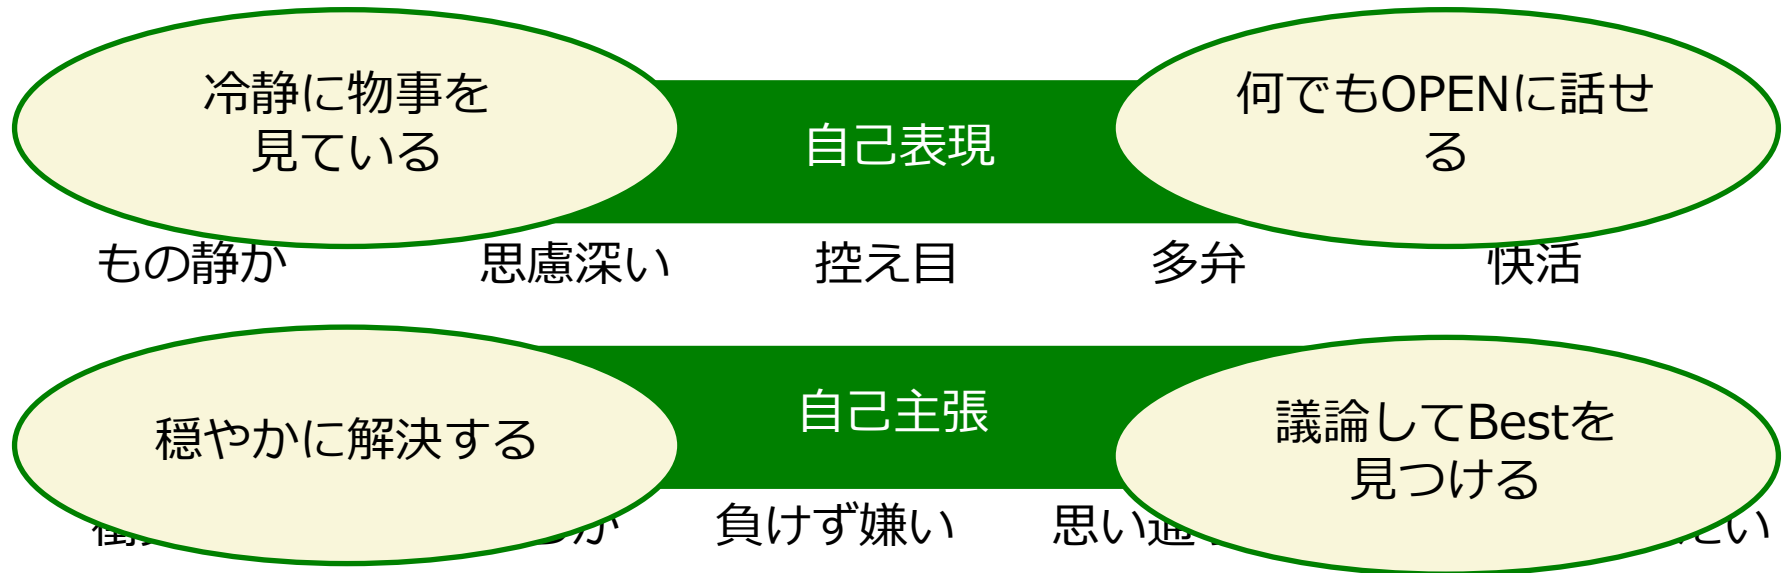 冷静に物事を
見ている
自己表現
何でもOPENに話せ
る
もの静か 思慮深い 控え目 多弁 快活
穏やかに解決する
自己主張
議論してBestを
見つける
負けず嫌い 思い通